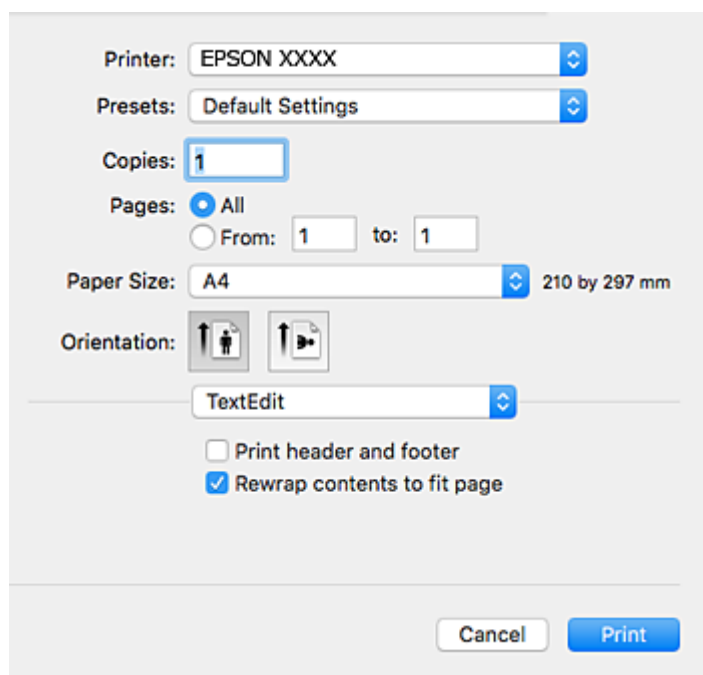 Printer: EPSON XXXX
Presets: Default Settings
Copies: 1
Pages: All
From: 1 to: 1
Paper Size: A4 210 by 297 mm
Orientation:
TextEdit
Print header and footer
Rewrap contents to fit page
Cancel Print